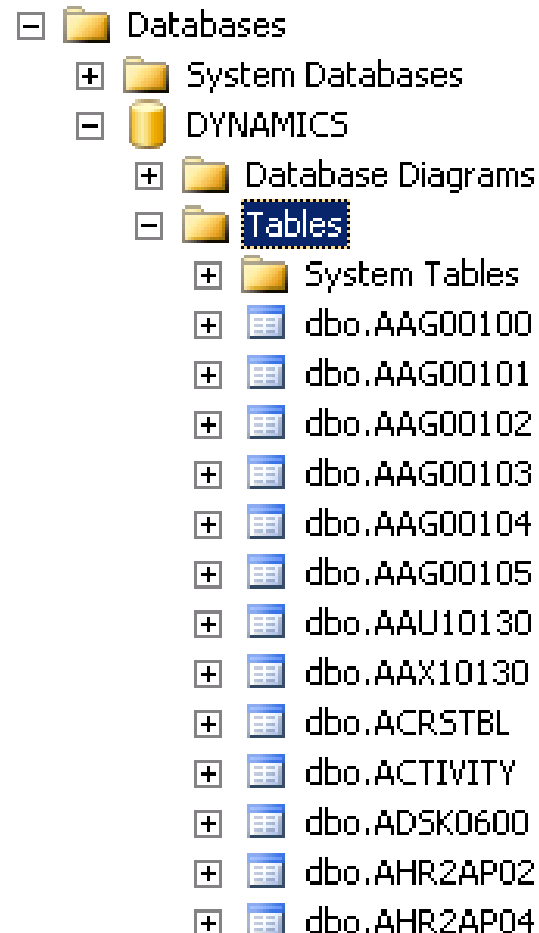 Databases
System Databases
DYNAMICS
Database Diagrams
Tables
System Tables
dbo.AAG00100
dbo.AAG00101
dbo.AAG00102
dbo.AAG00103
dbo.AAG00104
dbo.AAG00105
dbo.AAU10130
dbo.AAX10130
dbo.ACRSTBL
dbo.ACTIVITY
dbo.ADSK0600
dbo.AHR2AP02
dbo.AHR2AP04